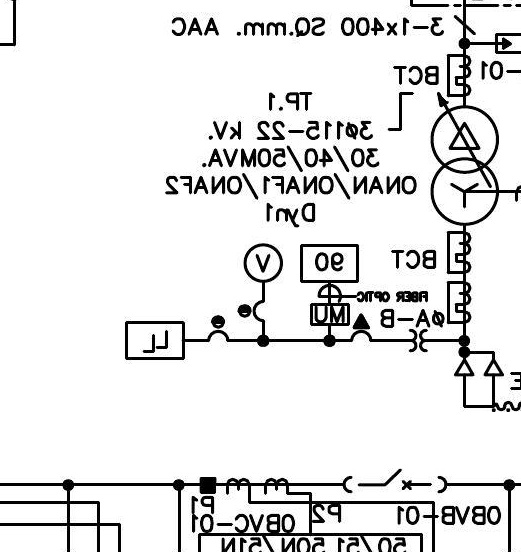 3-1x400 SQ.mm. AAC
BCT
-01
TP.1
3ø115-22 kV.
30/40/50MVA.
ONAN/ONAF1/ONAF2
Dyn1
BCT
V
90
FIBER OPTIC
MU
øA-B
LL
E
P1
P2
0BVC-01
0BVB-01
50/51 50N/51N